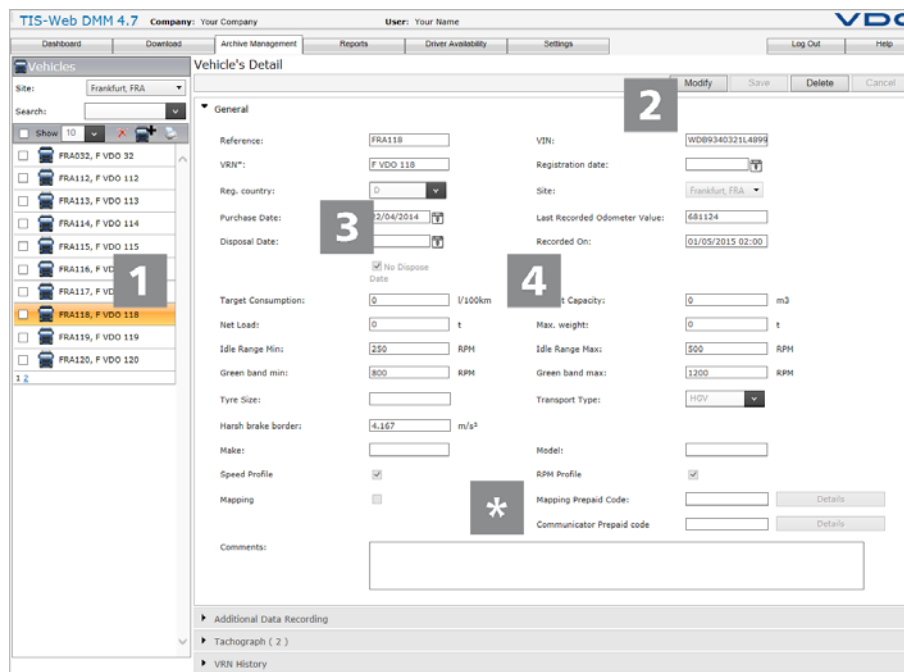 TIS-Web DMM 4.7 Company: Your Company User: Your Name VDO
Dashboard Download Archive Management Reports Driver Availability Settings Log Out Help
Vehicles
Site: Frankfurt, FRA
Search:
Show 10
FRA032, F VDO 32
FRA112, F VDO 112
FRA113, F VDO 113
FRA114, F VDO 114
FRA115, F VDO 115
FRA116, F VDO
FRA117, F VDO
FRA118, F VDO 118
FRA119, F VDO 119
FRA120, F VDO 120
1 2
1
Vehicle's Detail
2
Modify Save Delete Cancel
General
Reference: FRA118 VIN: WDB9340321L4899
VRN*: F VDO 118 Registration date:
Reg. country: D Site: Frankfurt, FRA
3
Purchase Date: 22/04/2014 Last Recorded Odometer Value: 681124
Disposal Date: Recorded On: 01/05/2015 02:00
No Dispose
Date
4
Target Consumption: 0 l/100km t Capacity: 0 m3
Net Load: 0 t Max. weight: 0 t
Idle Range Min: 250 RPM Idle Range Max: 500 RPM
Green band min: 800 RPM Green band max: 1200 RPM
Tyre Size: Transport Type: HGV
Harsh brake border: 4.167 m/s²
Make: Model:
Speed Profile RPM Profile
*
Mapping Mapping Prepaid Code: Details
Communicator Prepaid code Details
Comments:
Additional Data Recording
Tachograph ( 2 )
VRN History